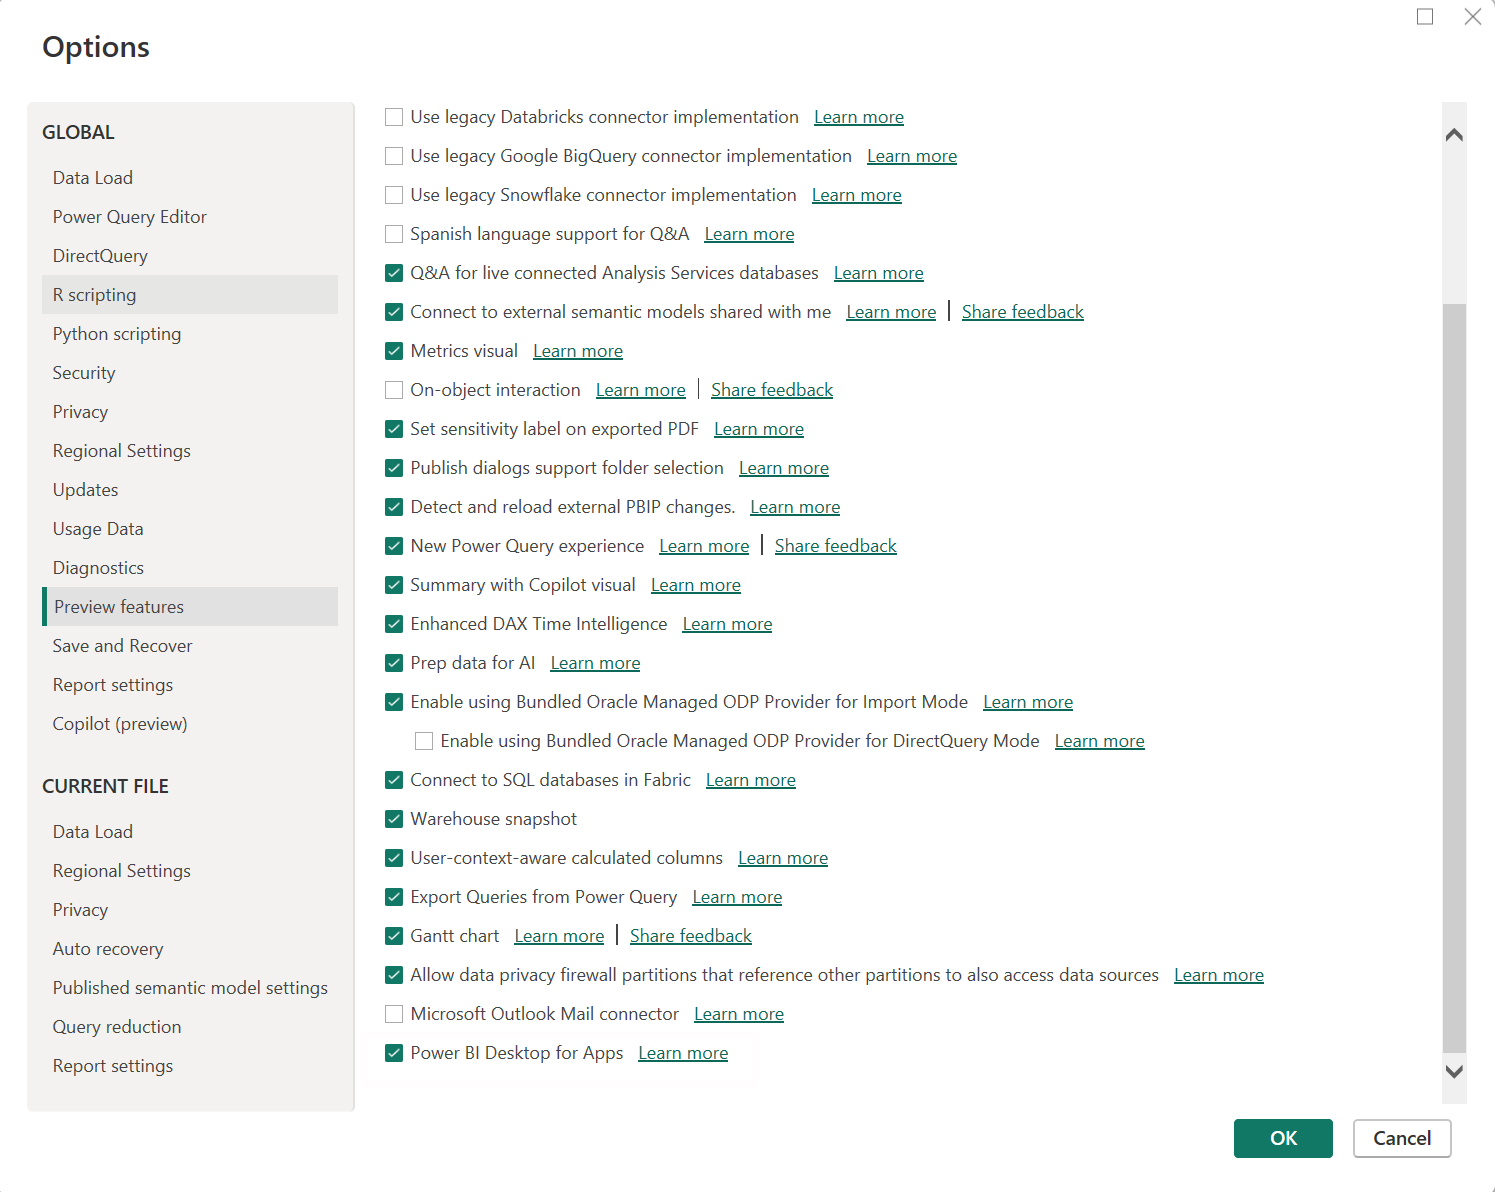 Options
GLOBAL
Data Load
Power Query Editor
DirectQuery
R scripting
Python scripting
Security
Privacy
Regional Settings
Updates
Usage Data
Diagnostics
Preview features
Save and Recover
Report settings
Copilot (preview)
CURRENT FILE
Data Load
Regional Settings
Privacy
Auto recovery
Published semantic model settings
Query reduction
Report settings
Use legacy Databricks connector implementation Learn more
Use legacy Google BigQuery connector implementation Learn more
Use legacy Snowflake connector implementation Learn more
Spanish language support for Q&A Learn more
Q&A for live connected Analysis Services databases Learn more
Connect to external semantic models shared with me Learn more | Share feedback
Metrics visual Learn more
On-object interaction Learn more | Share feedback
Set sensitivity label on exported PDF Learn more
Publish dialogs support folder selection Learn more
Detect and reload external PBIP changes. Learn more
New Power Query experience Learn more | Share feedback
Summary with Copilot visual Learn more
Enhanced DAX Time Intelligence Learn more
Prep data for AI Learn more
Enable using Bundled Oracle Managed ODP Provider for Import Mode Learn more
Enable using Bundled Oracle Managed ODP Provider for DirectQuery Mode Learn more
Connect to SQL databases in Fabric Learn more
Warehouse snapshot
User-context-aware calculated columns Learn more
Export Queries from Power Query Learn more
Gantt chart Learn more | Share feedback
Allow data privacy firewall partitions that reference other partitions to also access data sources Learn more
Microsoft Outlook Mail connector Learn more
Power BI Desktop for Apps Learn more
OK
Cancel